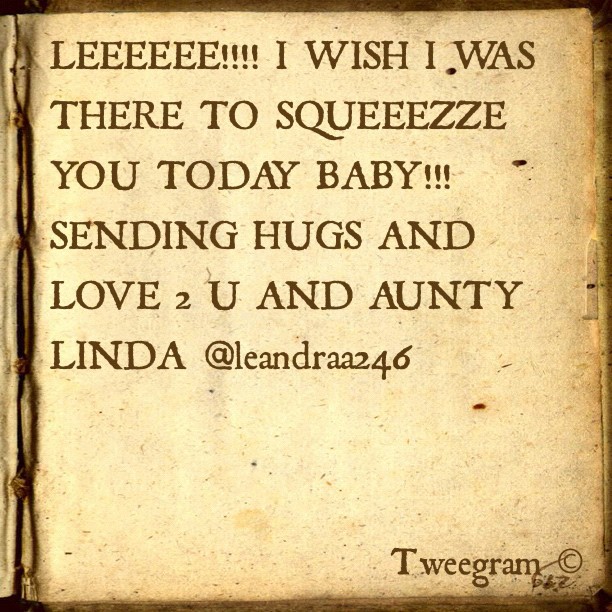 LEEEEEE!!!! I WISH I WAS
THERE TO SQUEEEZZE
YOU TODAY BABY!!!
SENDING HUGS AND
LOVE 2 U AND AUNTY
LINDA @leandraa246
Tweegram ©